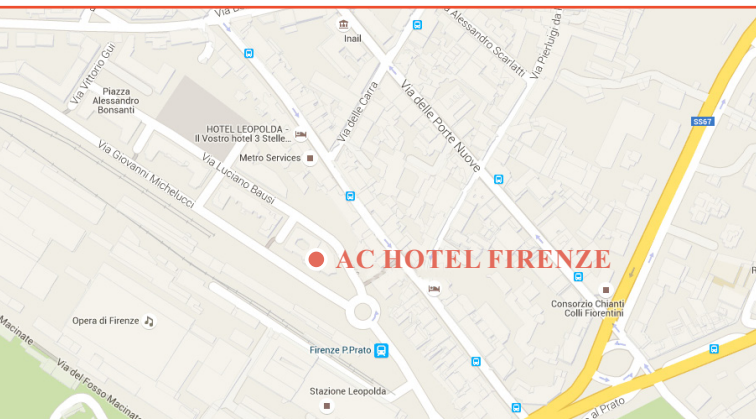 Via B
Inail
Alessandro Scarlatti
Via Pierluigi da
Via Vittorio Gui
Piazza
Alessandro
Bonsanti
Via delle Carra
Via delle Porte Nuove
SS67
HOTEL LEOPOLDA -
Il Vostro hotel 3 Stelle...
Metro Services
Via Giovanni Michelucci
Via Luciano Bausi
AC HOTEL FIRENZE
R
Consorzio Chianti
Colli Fiorentini
Opera di Firenze
Macinate
Firenze P.Prato
Via del Fosso Macinate
Stazione Leopolda
al Prato